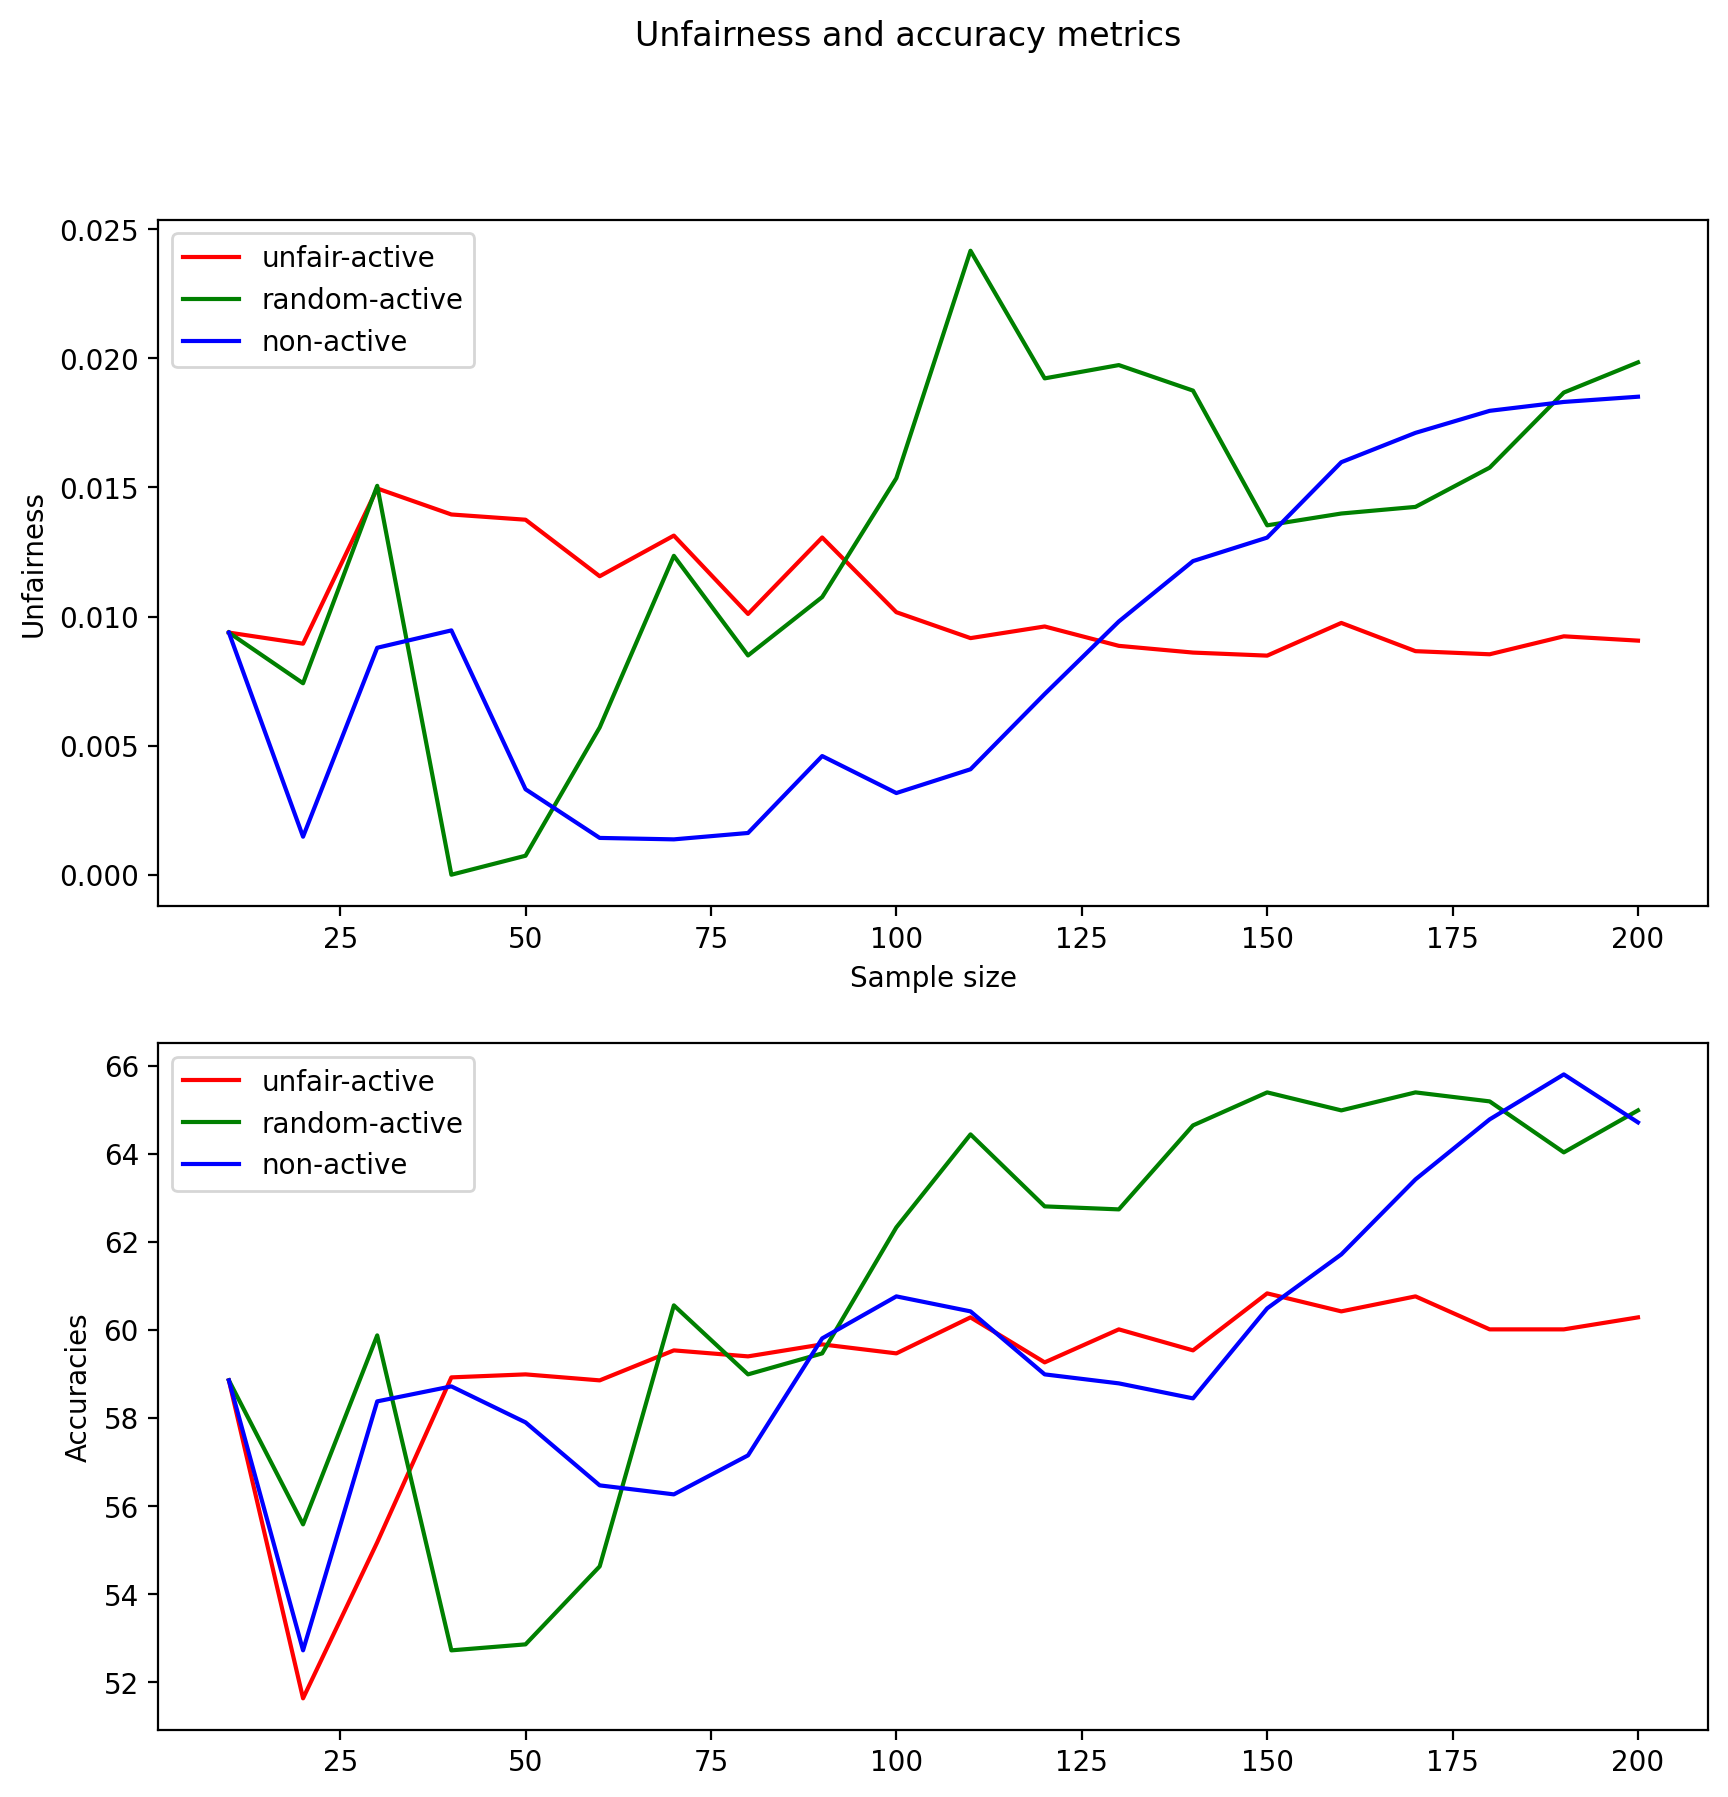 Unfairness and accuracy metrics
0.025
0.020
0.015
0.010
0.005
0.000
Unfairness
unfair-active
random-active
non-active
25 50 75 100 125 150 175 200
Sample size
66
64
62
60
58
56
54
52
Accuracies
unfair-active
random-active
non-active
25 50 75 100 125 150 175 200